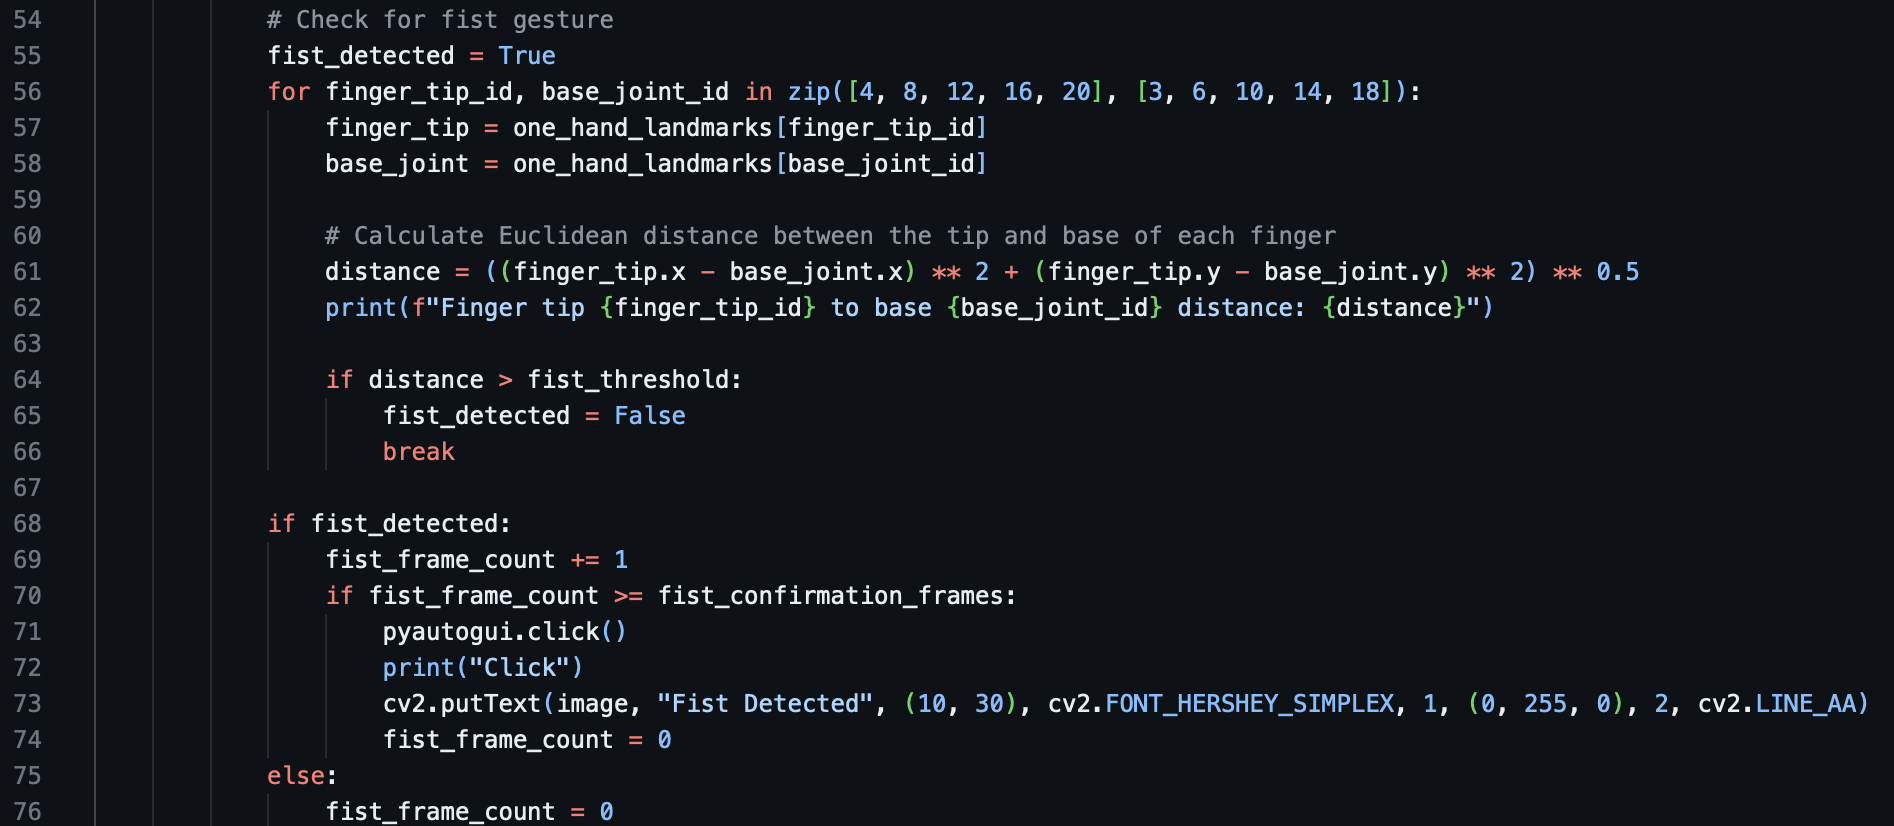 54 # Check for fist gesture
55 fist_detected = True
56 for finger_tip_id, base_joint_id in zip([4, 8, 12, 16, 20], [3, 6, 10, 14, 18]):
57 finger_tip = one_hand_landmarks[finger_tip_id]
58 base_joint = one_hand_landmarks[base_joint_id]
59
60 # Calculate Euclidean distance between the tip and base of each finger
61 distance = ((finger_tip.x - base_joint.x) ** 2 + (finger_tip.y - base_joint.y) ** 2) ** 0.5
62 print(f"Finger tip {finger_tip_id} to base {base_joint_id} distance: {distance}")
63
64 if distance > fist_threshold:
65 fist_detected = False
66 break
67
68 if fist_detected:
69 fist_frame_count += 1
70 if fist_frame_count >= fist_confirmation_frames:
71 pyautogui.click()
72 print("Click")
73 cv2.putText(image, "Fist Detected", (10, 30), cv2.FONT_HERSHEY_SIMPLEX, 1, (0, 255, 0), 2, cv2.LINE_AA)
74 fist_frame_count = 0
75 else:
76 fist_frame_count = 0